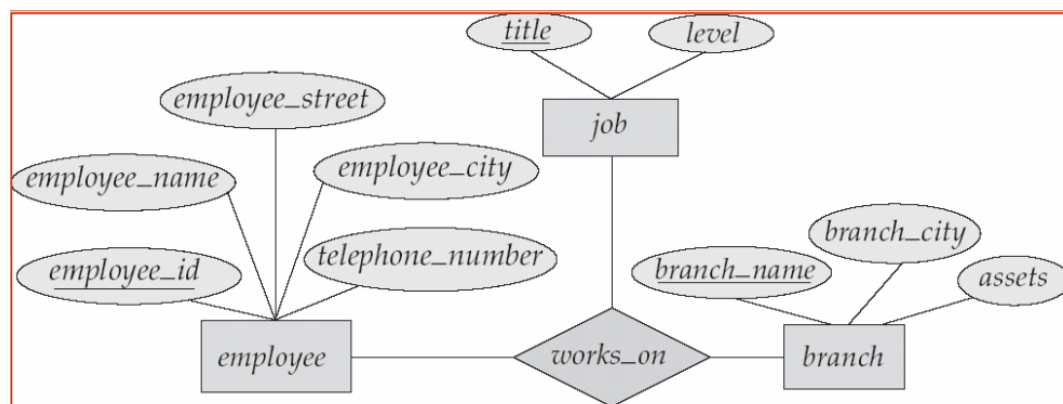 title
level
employee_street
job
employee_name
employee_city
employee_id
telephone_number
branch_name
branch_city
assets
employee
works_on
branch